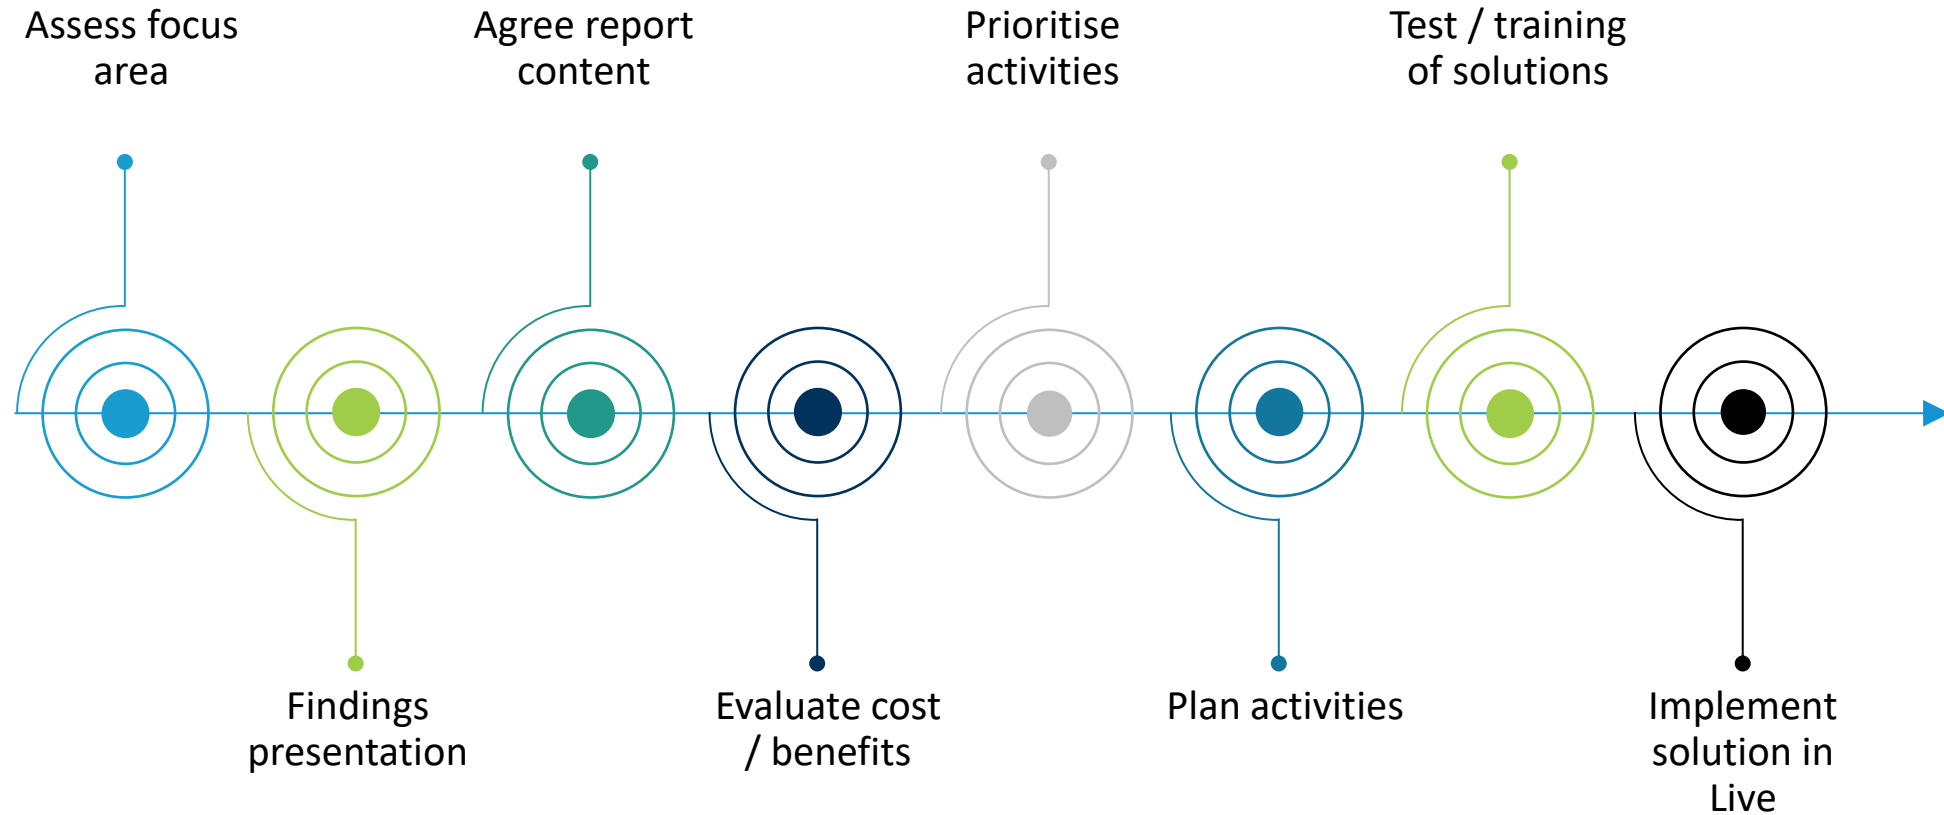 Assess focus
area
Agree report
content
Prioritise
activities
Test / training
of solutions
Findings
presentation
Evaluate cost
/ benefits
Plan activities
Implement
solution in
Live